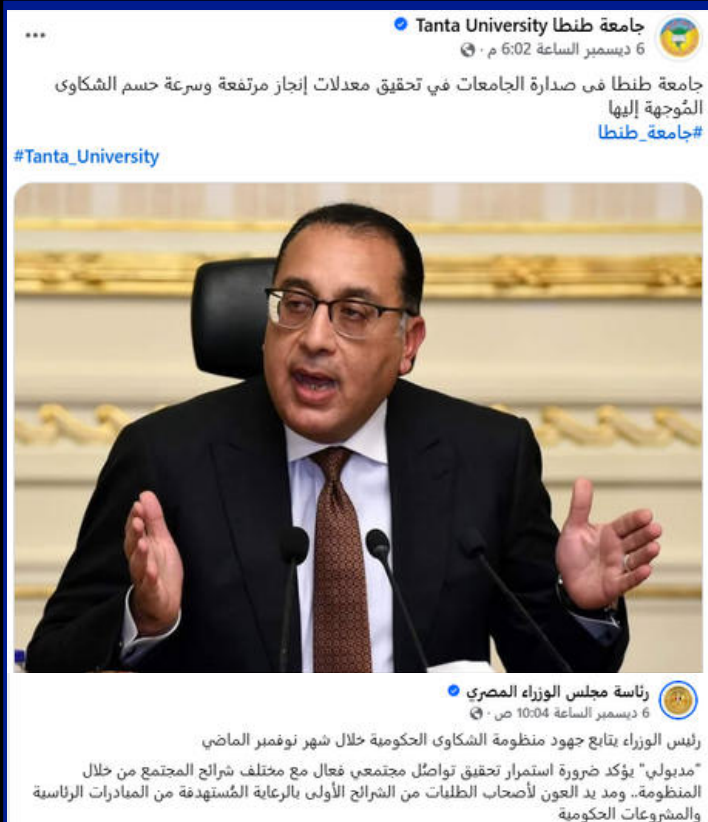 جامعة طنطا Tanta University
6 ديسمبر الساعة 6:02 م ·
جامعة طنطا فى صدارة الجامعات في تحقيق معدلات إنجاز مرتفعة وسرعة حسم الشكاوى
المُوجهة إليها
#جامعة_طنطا
#Tanta_University
رئاسة مجلس الوزراء المصري
6 ديسمبر الساعة 10:04 ص ·
رئيس الوزراء يتابع جهود منظومة الشكاوى الحكومية خلال شهر نوفمبر الماضي
"مدبولي" يؤكد ضرورة استمرار تحقيق تواصُل مجتمعي فعال مع مختلف شرائح المجتمع من خلال
المنظومة.. ومد يد العون لأصحاب الطلبات من الشرائح الأولى بالرعاية المُستهدفة من المبادرات الرئاسية
والمشروعات الحكومية